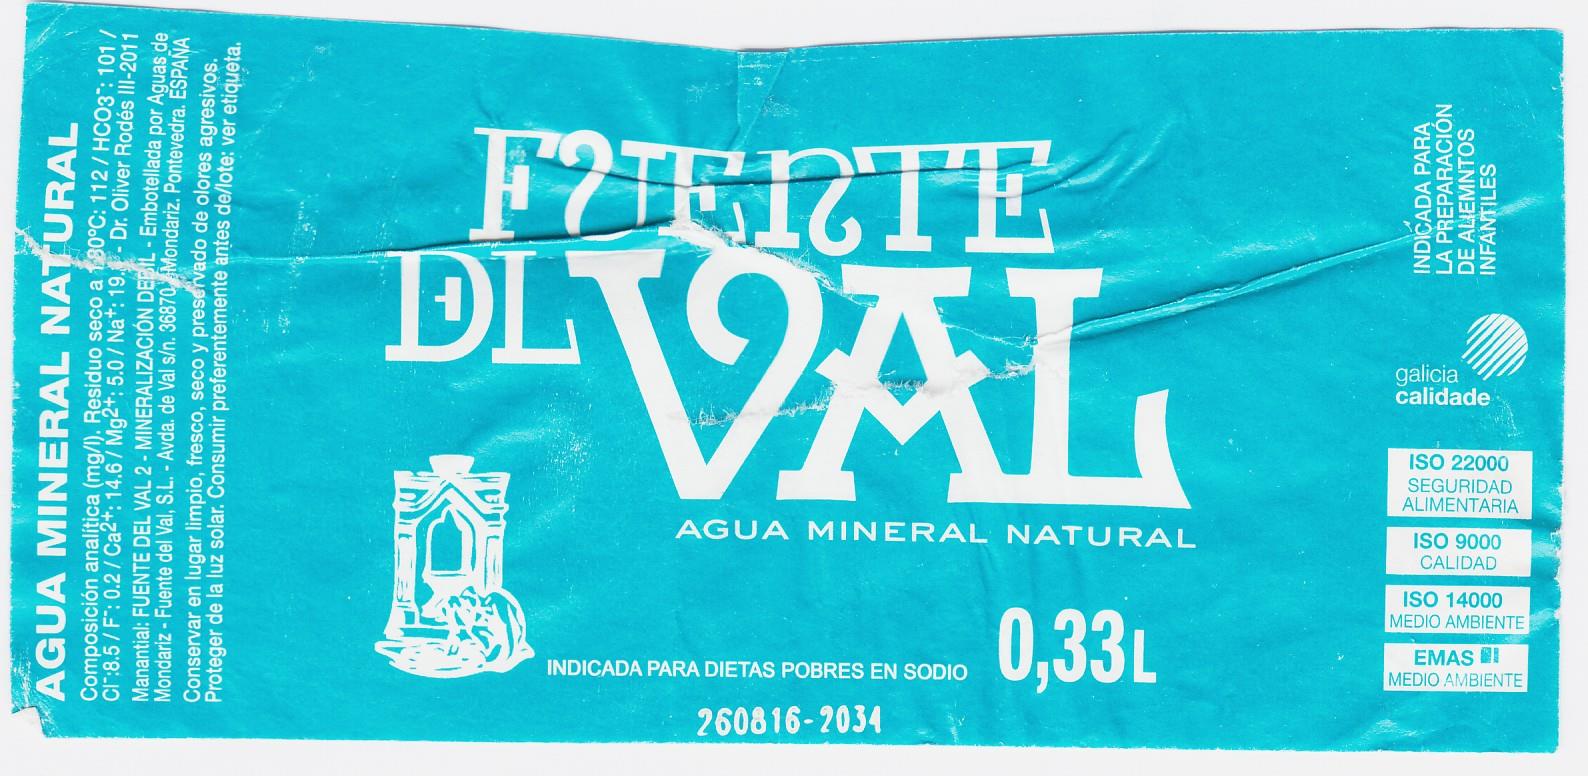 AGUA MINERAL NATURAL
Composición analítica (mg/l), Residuo seco a 180°C: 112 / HCO3⁻: 101 /
Cl⁻:8.5 / F⁻: 0.2 / Ca2⁺: 14.6 / Mg2⁺: 5.0 / Na⁺: 19. - Dr. Oliver Rodés III-2011
Manantial: FUENTE DEL VAL 2 - MINERALIZACIÓN DEBIL - Embotellada por Aguas de
Mondariz - Fuente del Val, S.L. - Avda. de Val s/n. 36870 Mondariz. Pontevedra. ESPAÑA
Conservar en lugar limpio, fresco, seco y preservado de olores agresivos.
Proteger de la luz solar. Consumir preferentemente antes de/lote: ver etiqueta.
FUENTE
DEL VAL
AGUA MINERAL NATURAL
INDICADA PARA DIETAS POBRES EN SODIO
0,33L
260816-2034
INDICADA PARA
LA PREPARACIÓN
DE ALIEMNTOS
INFANTILES
galicia
calidade
ISO 22000
SEGURIDAD
ALIMENTARIA
ISO 9000
CALIDAD
ISO 14000
MEDIO AMBIENTE
EMAS
MEDIO AMBIENTE